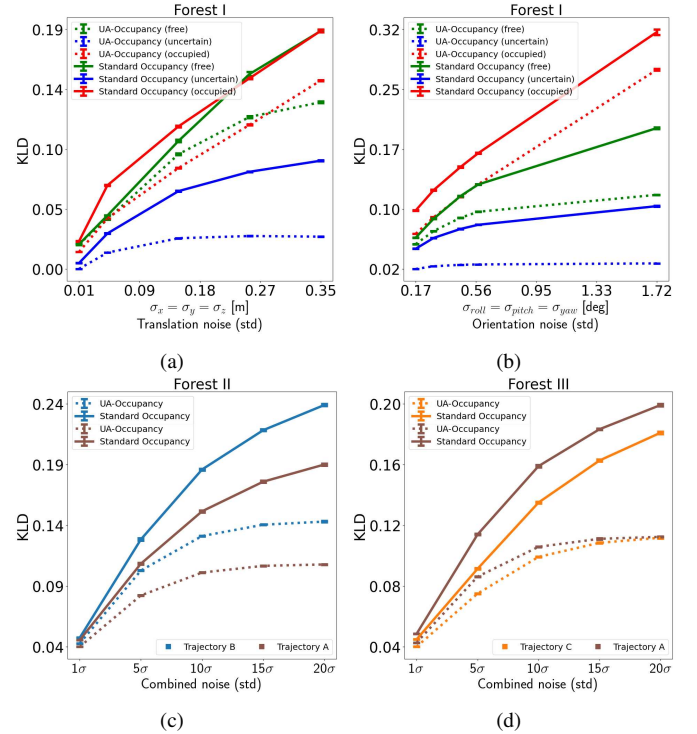 Forest I
UA-Occupancy (free)
UA-Occupancy (uncertain)
UA-Occupancy (occupied)
Standard Occupancy (free)
Standard Occupancy (uncertain)
Standard Occupancy (occupied)
KLD
0.19
0.14
0.10
0.05
0.00
0.01 0.09 0.18 0.27 0.35
σx = σy = σz [m]
Translation noise (std)
(a)
Forest I
UA-Occupancy (free)
UA-Occupancy (uncertain)
UA-Occupancy (occupied)
Standard Occupancy (free)
Standard Occupancy (uncertain)
Standard Occupancy (occupied)
KLD
0.32
0.25
0.17
0.10
0.02
0.17 0.56 0.95 1.33 1.72
σroll = σpitch = σyaw [deg]
Orientation noise (std)
(b)
Forest II
UA-Occupancy
Standard Occupancy
UA-Occupancy
Standard Occupancy
KLD
0.24
0.19
0.14
0.09
0.04
Trajectory B Trajectory A
1σ 5σ 10σ 15σ 20σ
Combined noise (std)
(c)
Forest III
UA-Occupancy
Standard Occupancy
UA-Occupancy
Standard Occupancy
KLD
0.20
0.16
0.12
0.08
0.04
Trajectory C Trajectory A
1σ 5σ 10σ 15σ 20σ
Combined noise (std)
(d)